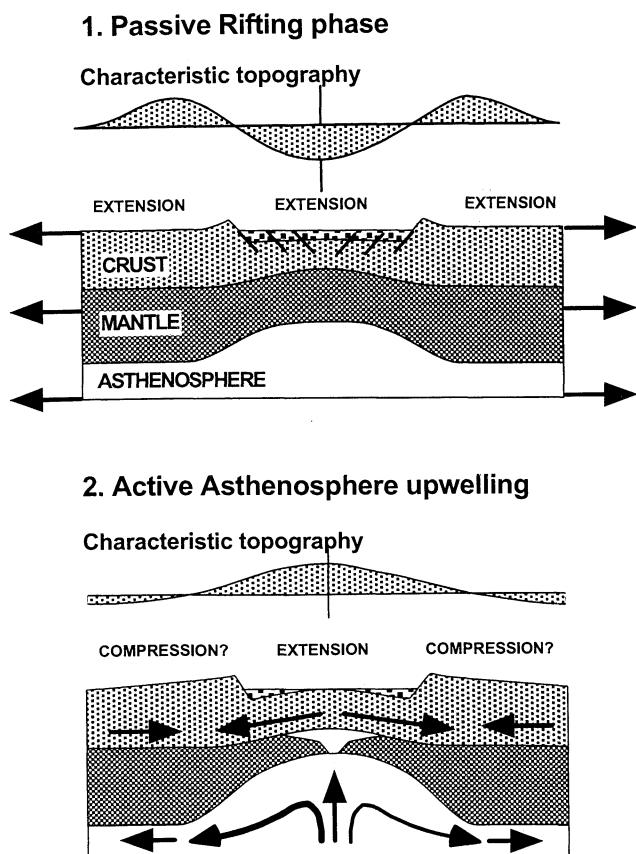 1. Passive Rifting phase
Characteristic topography
EXTENSION EXTENSION EXTENSION
CRUST
MANTLE
ASTHENOSPHERE
2. Active Asthenosphere upwelling
Characteristic topography
COMPRESSION? EXTENSION COMPRESSION?